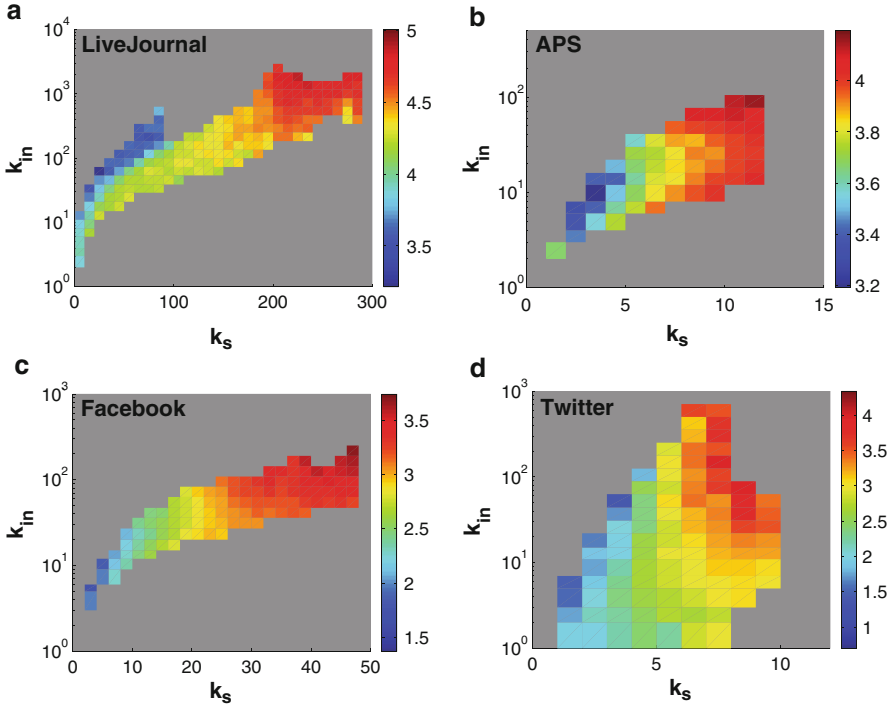 a
LiveJournal
k_in
10^4
10^3
10^2
10^1
10^0
0 100 200 300
k_s
5
4.5
4
3.5
b
APS
k_in
10^2
10^1
10^0
0 5 10 15
k_s
4
3.8
3.6
3.4
3.2
c
Facebook
k_in
10^3
10^2
10^1
10^0
0 10 20 30 40 50
k_s
3.5
3
2.5
2
1.5
d
Twitter
k_in
10^3
10^2
10^1
10^0
0 5 10
k_s
4
3.5
3
2.5
2
1.5
1